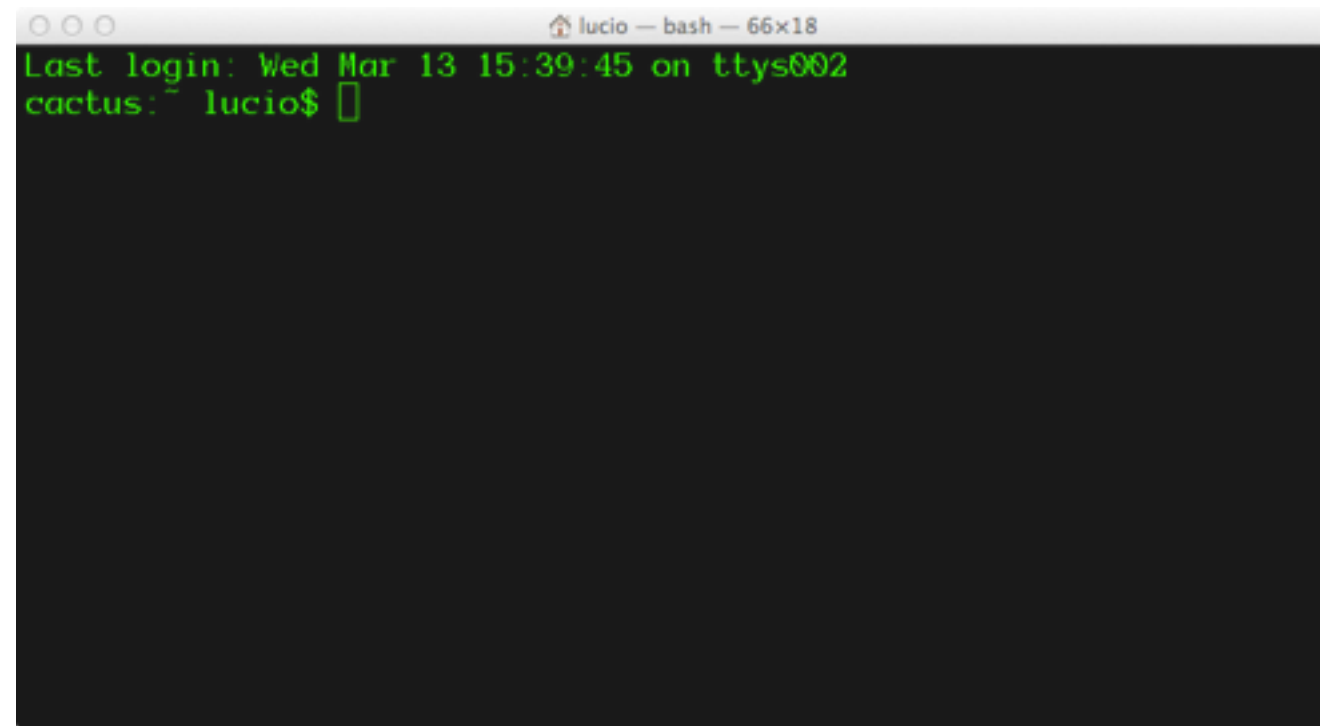 lucio — bash — 66×18
Last login: Wed Mar 13 15:39:45 on ttys002
cactus:~ lucio$